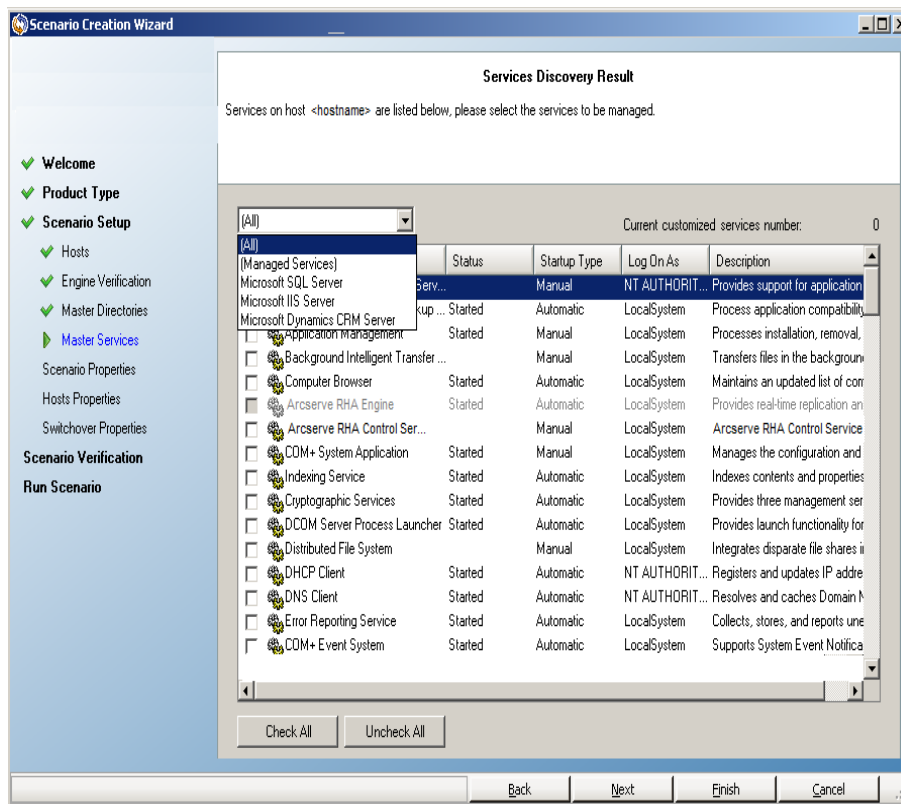 Scenario Creation Wizard
Services Discovery Result
Services on host <hostname> are listed below, please select the services to be managed.
Welcome
Product Type
Scenario Setup
Hosts
Engine Verification
Master Directories
Master Services
Scenario Properties
Hosts Properties
Switchover Properties
Scenario Verification
Run Scenario
(All) Current customized services number: 0
(All)
(Managed Services)
Microsoft SQL Server
Microsoft IIS Server
Microsoft Dynamics CRM Server
Status Startup Type Log On As Description
Serv... Manual NT AUTHORIT... Provides support for application
kup ... Started Automatic LocalSystem Process application compatibility
Application Management Started Manual LocalSystem Processes installation, removal,
Background Intelligent Transfer ... Manual LocalSystem Transfers files in the backgroun
Computer Browser Started Automatic LocalSystem Maintains an updated list of com
Arcserve RHA Engine Started Automatic LocalSystem Provides real-time replication an
Arcserve RHA Control Ser... Manual LocalSystem Arcserve RHA Control Service
COM+ System Application Started Manual LocalSystem Manages the configuration and
Indexing Service Started Automatic LocalSystem Indexes contents and properties
Cryptographic Services Started Automatic LocalSystem Provides three management ser
DCOM Server Process Launcher Started Automatic LocalSystem Provides launch functionality for
Distributed File System Manual LocalSystem Integrates disparate file shares i
DHCP Client Started Automatic NT AUTHORIT... Registers and updates IP addre
DNS Client Started Automatic NT AUTHORIT... Resolves and caches Domain N
Error Reporting Service Started Automatic LocalSystem Collects, stores, and reports une
COM+ Event System Started Automatic LocalSystem Supports System Event Notifica
Check All Uncheck All
Back Next Finish Cancel